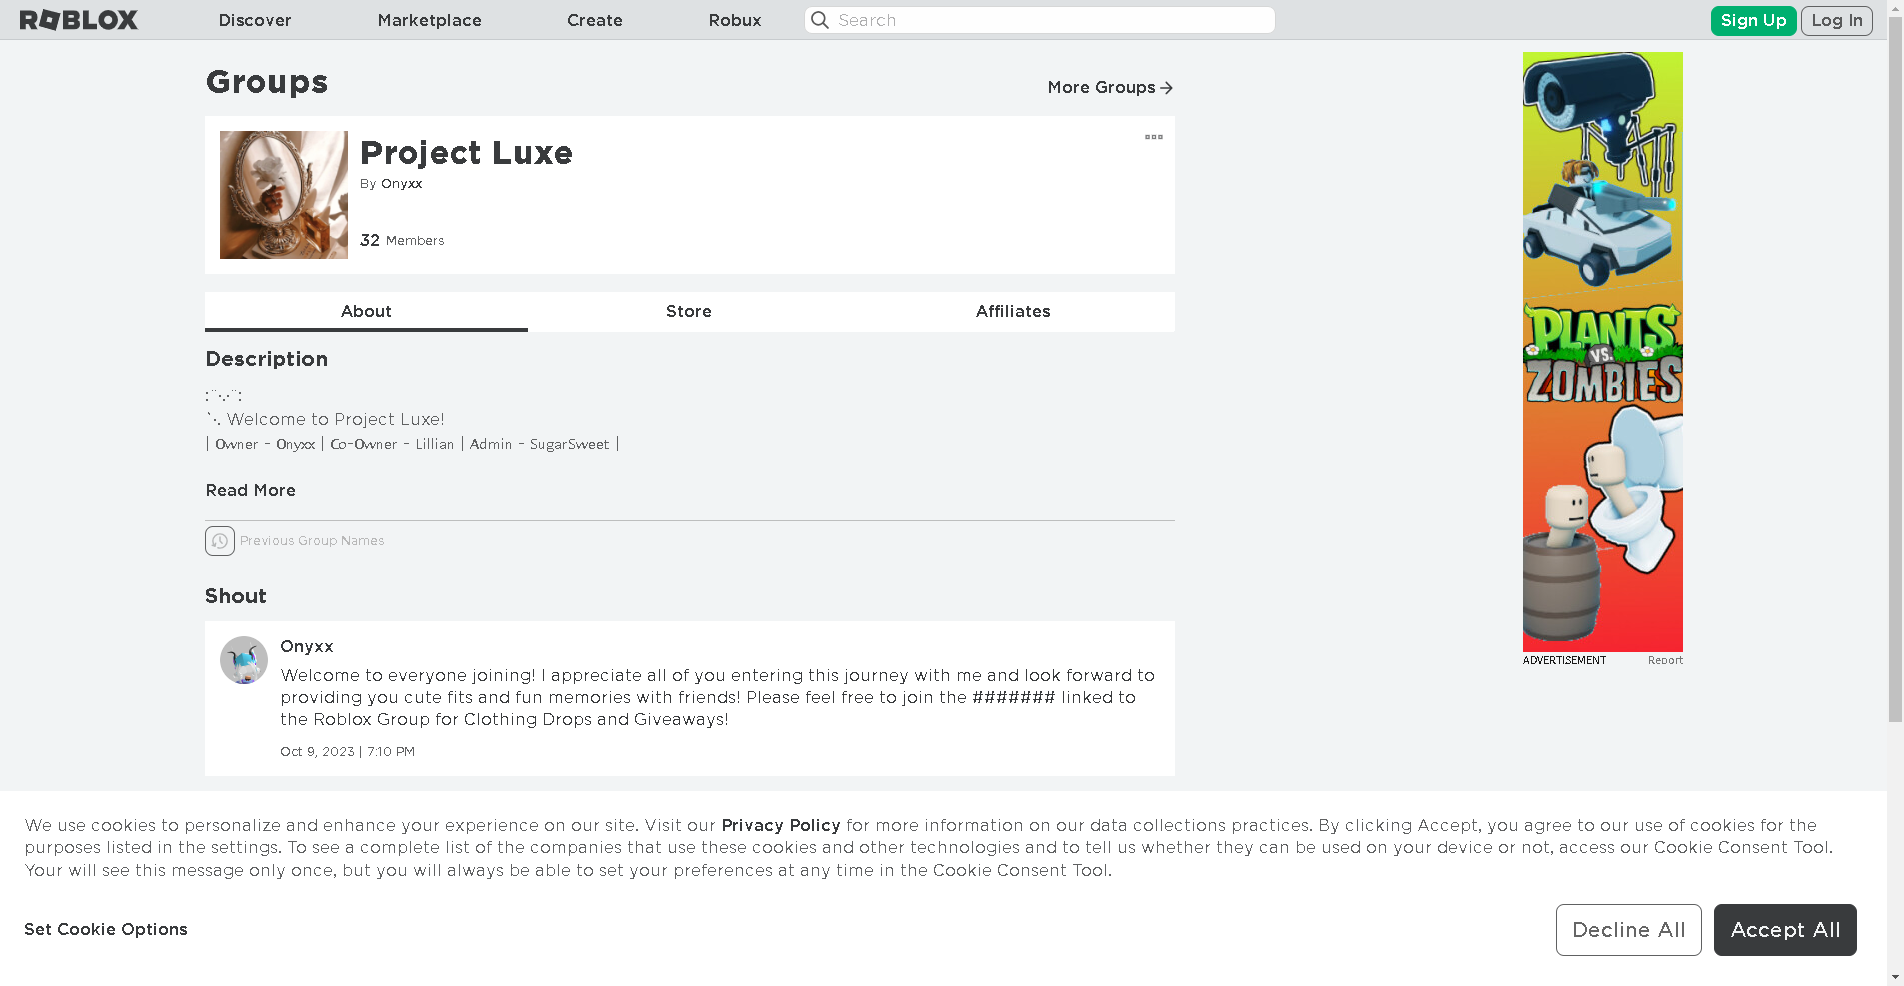 ROBLOX Discover Marketplace Create Robux Search Sign Up Log In
Groups
More Groups
Project Luxe
By Onyxx
32 Members
About Store Affiliates
Description
:¨·.·¨:
`·. Welcome to Project Luxe!
| Owner - Onyxx | Co-Owner - Lillian | Admin - SugarSweet |
Read More
Previous Group Names
Shout
Onyxx
Welcome to everyone joining! I appreciate all of you entering this journey with me and look forward to
providing you cute fits and fun memories with friends! Please feel free to join the ####### linked to
the Roblox Group for Clothing Drops and Giveaways!
Oct 9, 2023 | 7:10 PM
PLANTS
VS.
ZOMBIES
ADVERTISEMENT Report
We use cookies to personalize and enhance your experience on our site. Visit our Privacy Policy for more information on our data collections practices. By clicking Accept, you agree to our use of cookies for the
purposes listed in the settings. To see a complete list of the companies that use these cookies and other technologies and to tell us whether they can be used on your device or not, access our Cookie Consent Tool.
Your will see this message only once, but you will always be able to set your preferences at any time in the Cookie Consent Tool.
Set Cookie Options
Decline All
Accept All